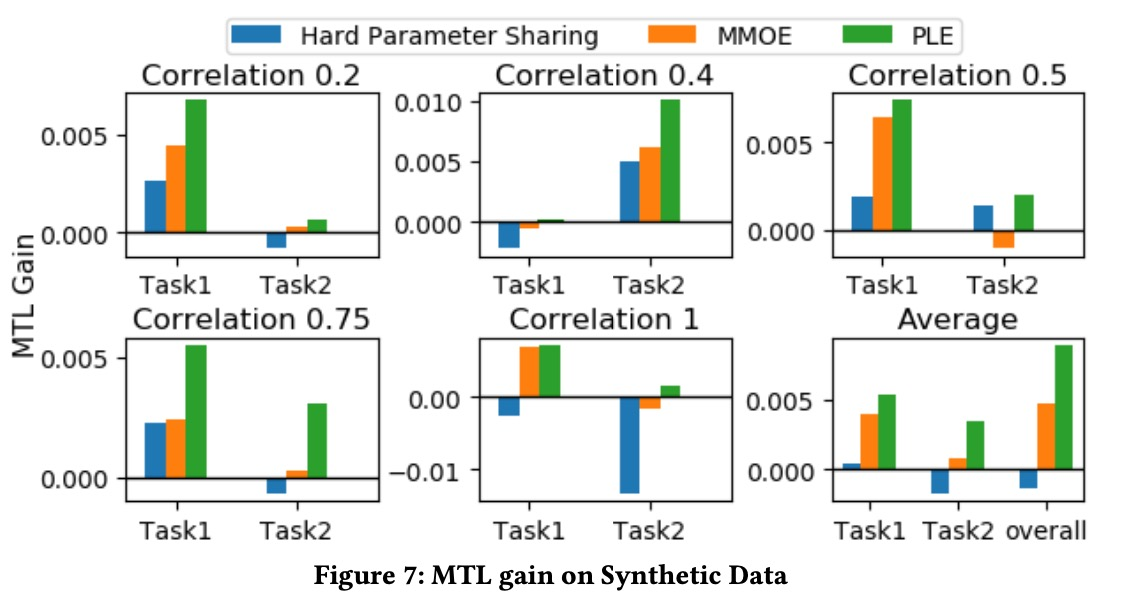 Hard Parameter Sharing MMOE PLE
Correlation 0.2 Correlation 0.4 Correlation 0.5
0.005
0.000
Task1 Task2
0.010
0.005
0.000
Task1 Task2
0.005
0.000
Task1 Task2
MTL Gain
Correlation 0.75 Correlation 1 Average
0.005
0.000
Task1 Task2
0.00
−0.01
Task1 Task2
0.005
0.000
Task1 Task2 overall
Figure 7: MTL gain on Synthetic Data